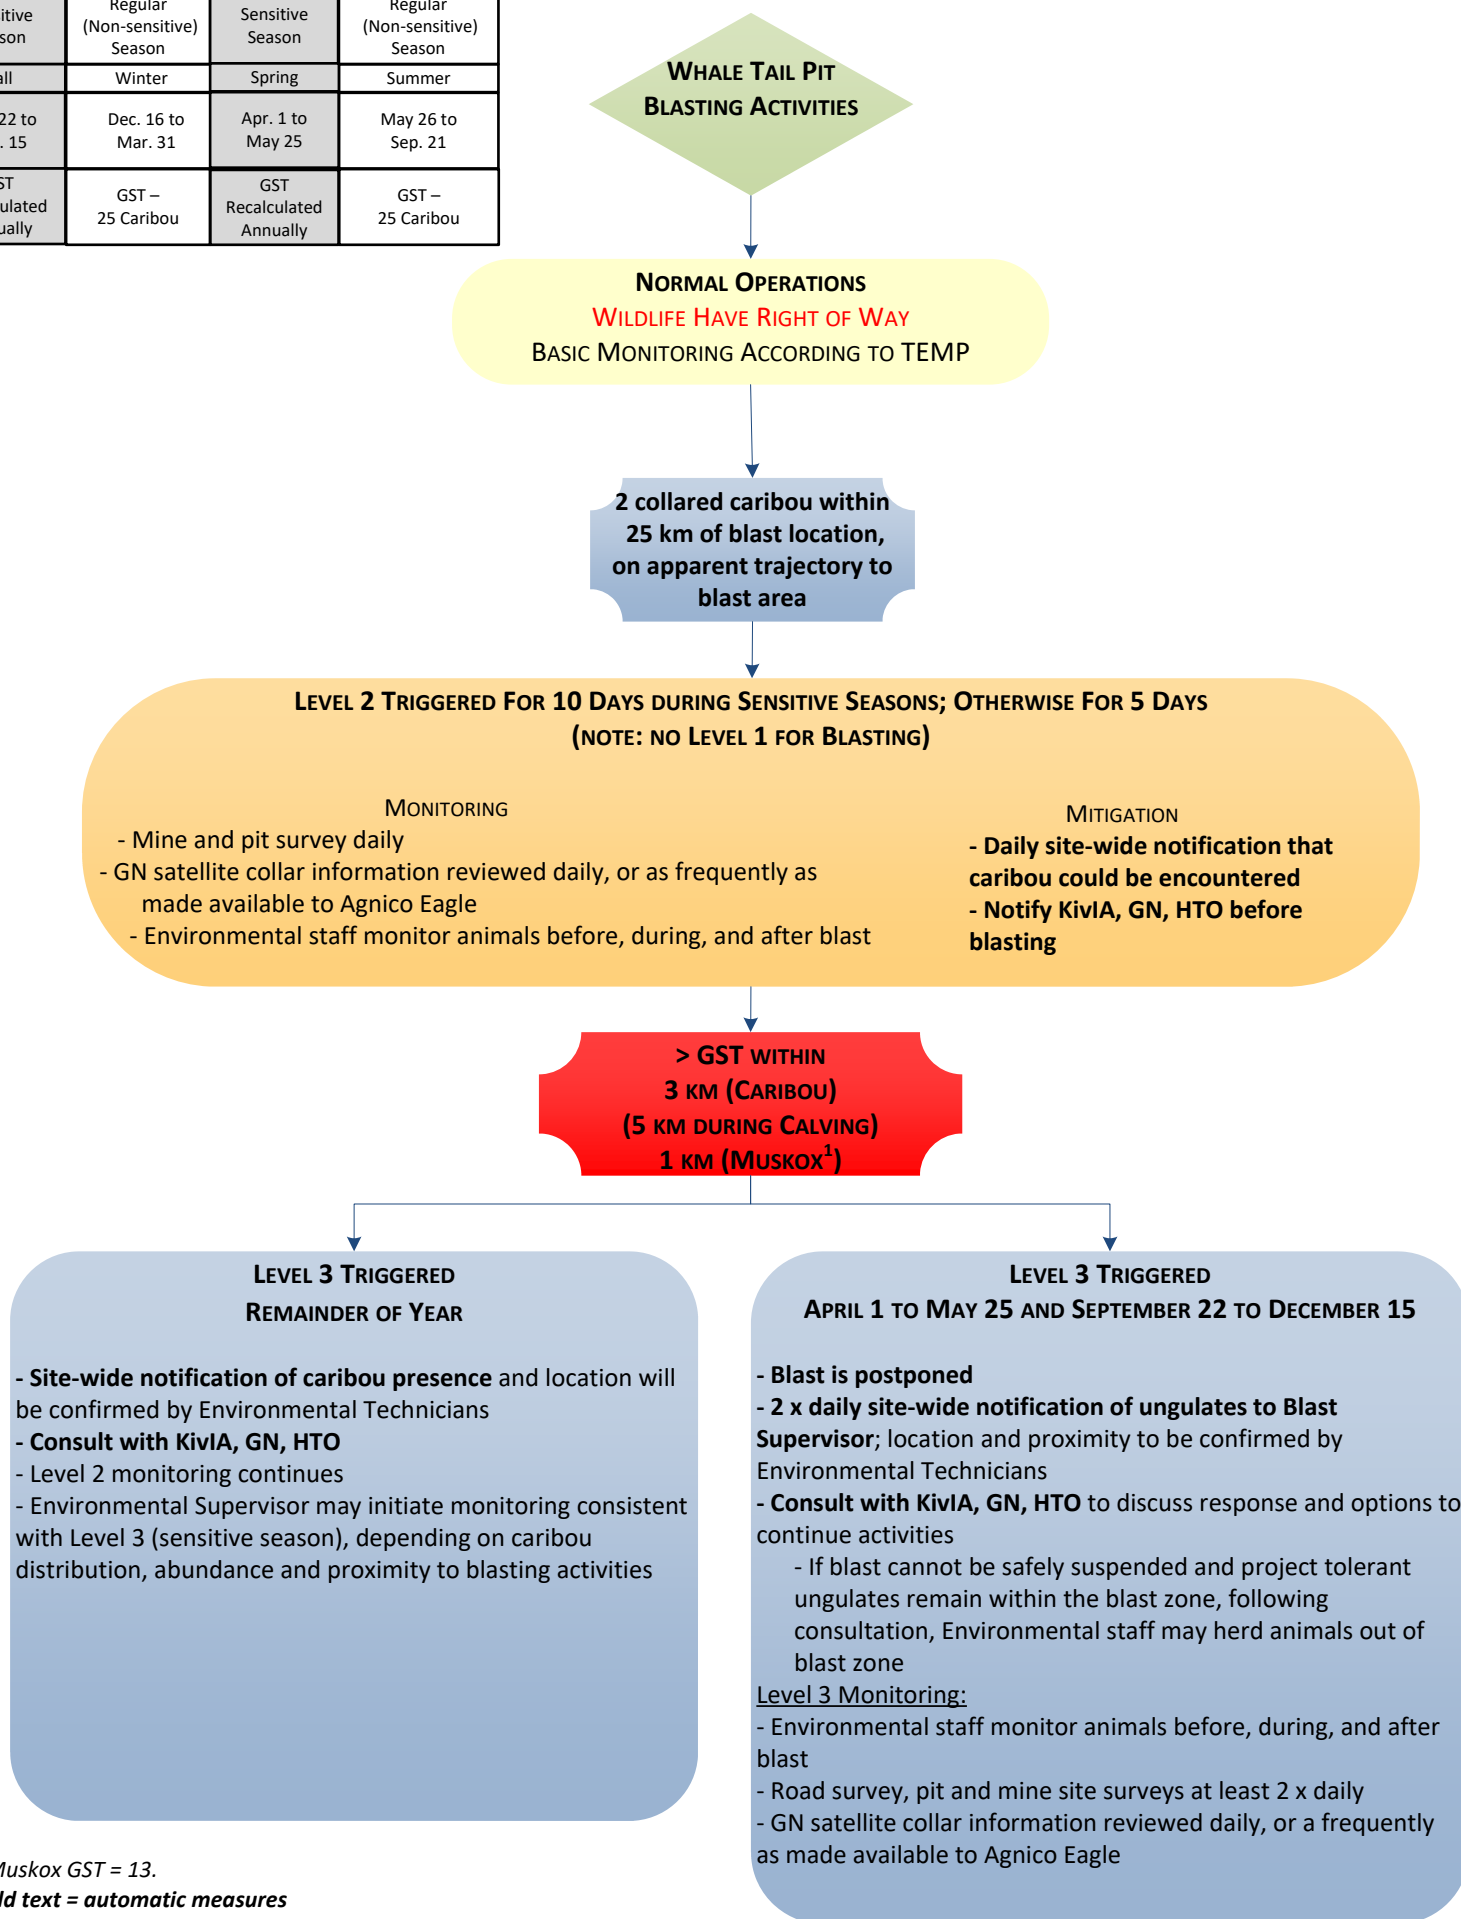 Regular
(Non-sensitive)
Season
Sensitive
Season
Regular
(Non-sensitive)
Season
Winter
Spring
Summer
22 to
15
Dec. 16 to
Mar. 31
Apr. 1 to
May 25
May 26 to
Sep. 21
GST –
25 Caribou
GST
Recalculated
Annually
GST –
25 Caribou
WHALE TAIL PIT
BLASTING ACTIVITIES
NORMAL OPERATIONS
WILDLIFE HAVE RIGHT OF WAY
BASIC MONITORING ACCORDING TO TEMP
2 collared caribou within
25 km of blast location,
on apparent trajectory to
blast area
LEVEL 2 TRIGGERED FOR 10 DAYS DURING SENSITIVE SEASONS; OTHERWISE FOR 5 DAYS
(NOTE: NO LEVEL 1 FOR BLASTING)
MONITORING
- Mine and pit survey daily
- GN satellite collar information reviewed daily, or as frequently as
made available to Agnico Eagle
- Environmental staff monitor animals before, during, and after blast
MITIGATION
- Daily site-wide notification that
caribou could be encountered
- Notify KivIA, GN, HTO before
blasting
> GST WITHIN
3 KM (CARIBOU)
(5 KM DURING CALVING)
1 KM (MUSKOX¹)
LEVEL 3 TRIGGERED
REMAINDER OF YEAR
- Site-wide notification of caribou presence and location will
be confirmed by Environmental Technicians
- Consult with KivIA, GN, HTO
- Level 2 monitoring continues
- Environmental Supervisor may initiate monitoring consistent
with Level 3 (sensitive season), depending on caribou
distribution, abundance and proximity to blasting activities
LEVEL 3 TRIGGERED
APRIL 1 TO MAY 25 AND SEPTEMBER 22 TO DECEMBER 15
- Blast is postponed
- 2 x daily site-wide notification of ungulates to Blast
Supervisor; location and proximity to be confirmed by
Environmental Technicians
- Consult with KivIA, GN, HTO to discuss response and options to
continue activities
- If blast cannot be safely suspended and project tolerant
ungulates remain within the blast zone, following
consultation, Environmental staff may herd animals out of
blast zone
Level 3 Monitoring:
- Environmental staff monitor animals before, during, and after
blast
- Road survey, pit and mine site surveys at least 2 x daily
- GN satellite collar information reviewed daily, or a frequently
as made available to Agnico Eagle
Muskox GST = 13.
text = automatic measures